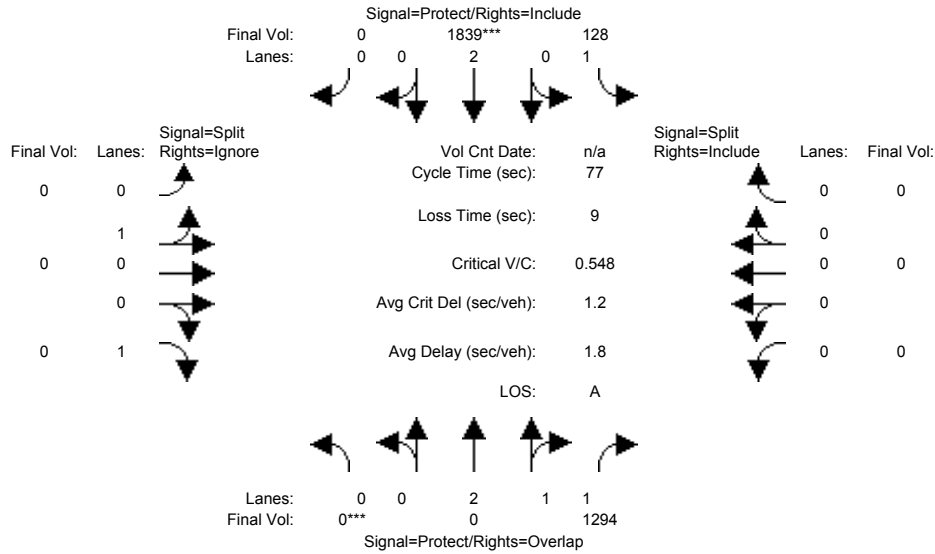 Signal=Protect/Rights=Include
Final Vol: 0 1839*** 128
Lanes: 0 0 2 0 1
Signal=Split Signal=Split
Final Vol: Lanes: Rights=Ignore Vol Cnt Date: n/a Rights=Include Lanes: Final Vol:
Cycle Time (sec): 77
0 0 0 0
Loss Time (sec): 9
1 0
0 0 Critical V/C: 0.548 0 0
0 Avg Crit Del (sec/veh): 1.2 0
0 1 Avg Delay (sec/veh): 1.8 0 0
LOS: A
Lanes: 0 0 2 1 1
Final Vol: 0*** 0 1294
Signal=Protect/Rights=Overlap